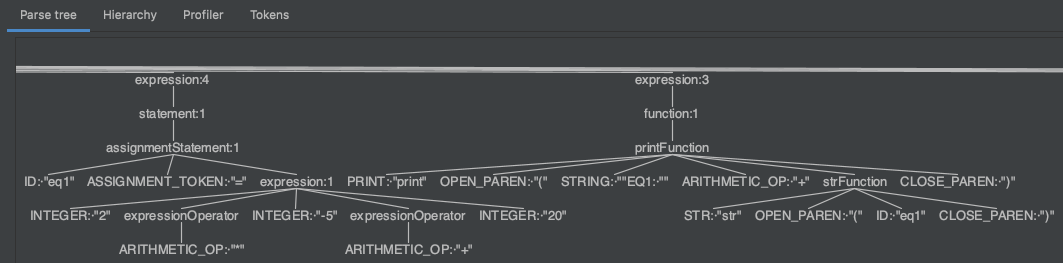 Parse tree Hierarchy Profiler Tokens
expression:4 expression:3
statement:1 function:1
assignmentStatement:1 printFunction
ID:"eq1" ASSIGNMENT_TOKEN:"=" expression:1 PRINT:"print" OPEN_PAREN:"(" STRING:""EQ1:"" ARITHMETIC_OP:"+" strFunction CLOSE_PAREN:")"
INTEGER:"2" expressionOperator INTEGER:"-5" expressionOperator INTEGER:"20" STR:"str" OPEN_PAREN:"(" ID:"eq1" CLOSE_PAREN:")"
ARITHMETIC_OP:"*" ARITHMETIC_OP:"+"